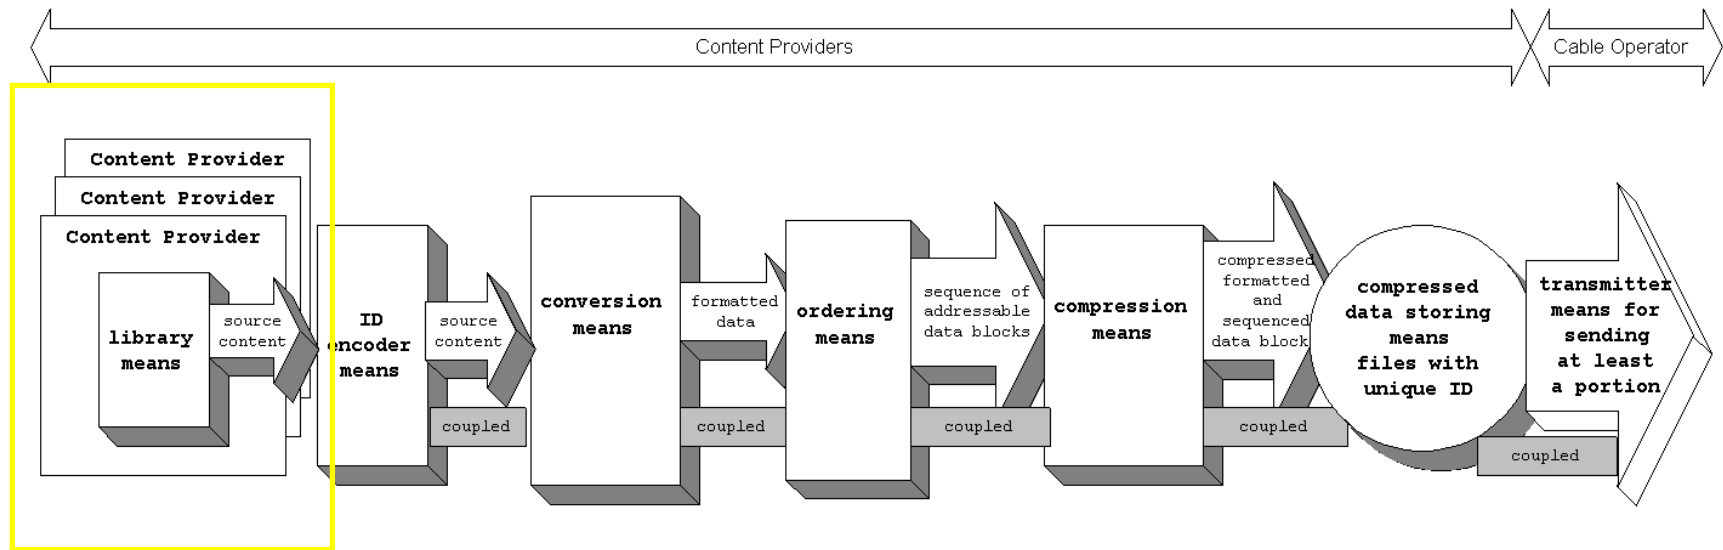 Content Providers
Cable Operator
Content Provider
Content Provider
Content Provider
library
means
source
content
ID
encoder
means
source
content
coupled
conversion
means
formatted
data
coupled
ordering
means
sequence of
addressable
data blocks
coupled
compression
means
compressed
formatted
and
sequenced
data block
coupled
compressed
data storing
means
files with
unique ID
transmitter
means for
sending
at least
a portion
coupled